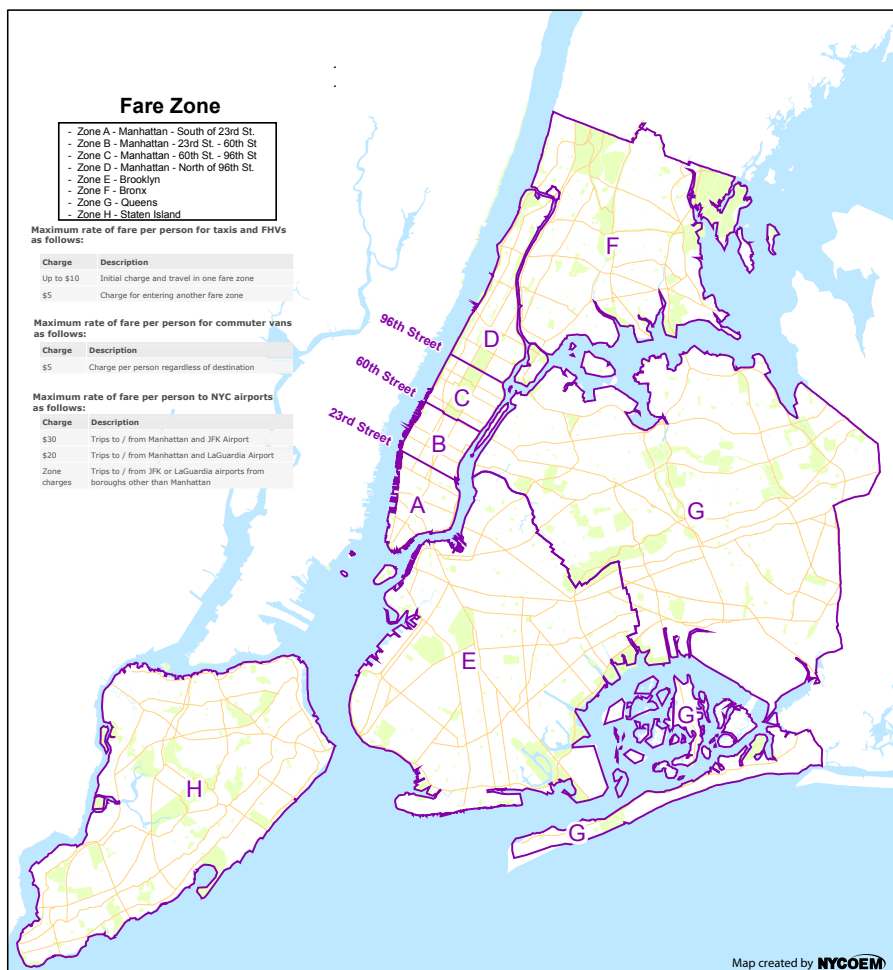 Fare Zone
- Zone A - Manhattan - South of 23rd St.
- Zone B - Manhattan - 23rd St. - 60th St
- Zone C - Manhattan - 60th St. - 96th St
- Zone D - Manhattan - North of 96th St.
- Zone E - Brooklyn
- Zone F - Bronx
- Zone G - Queens
- Zone H - Staten Island
Maximum rate of fare per person for taxis and FHVs
as follows:
Charge Description
Up to $10 Initial charge and travel in one fare zone
$5 Charge for entering another fare zone
Maximum rate of fare per person for commuter vans
as follows:
Charge Description
$5 Charge per person regardless of destination
Maximum rate of fare per person to NYC airports
as follows:
Charge Description
$30 Trips to / from Manhattan and JFK Airport
$20 Trips to / from Manhattan and LaGuardia Airport
Zone Trips to / from JFK or LaGuardia airports from
charges boroughs other than Manhattan
96th Street
60th Street
23rd Street
F
D
C
B
A
G
E
G
H
G
Map created by NYCOEM